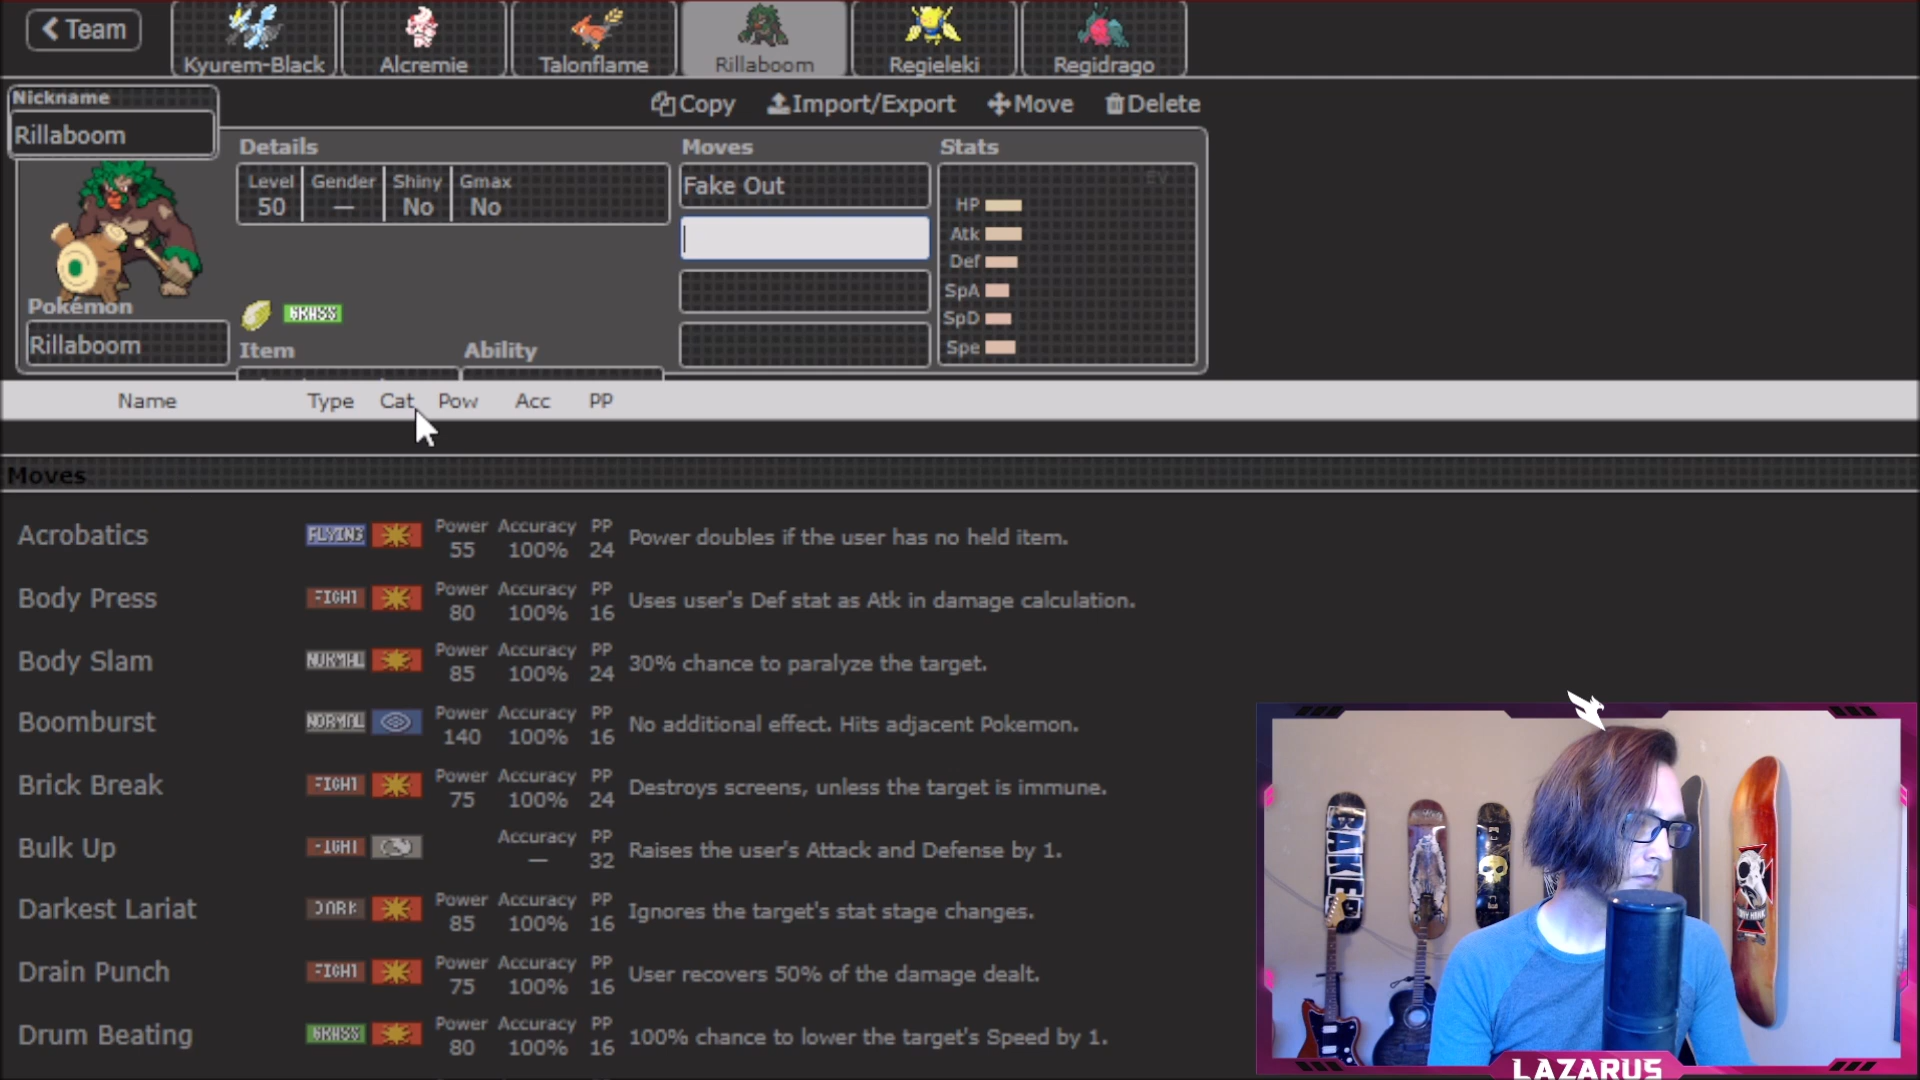 Team
Kyurem-Black
Alcremie
Talonflame
Rillaboom
Regieleki
Regidrago
Nickname
Rillaboom
Copy
Import/Export
Move
Delete
Details
Moves
Stats
Level Gender Shiny Gmax
50 — No No
Fake Out
EV
HP
Atk
Def
SpA
SpD
Spe
Pokémon
Rillaboom
GRASS
Item
Ability
Name Type Cat Pow Acc PP
Moves
Acrobatics FLYING Power 55 Accuracy 100% PP 24 Power doubles if the user has no held item.
Body Press FIGHT Power 80 Accuracy 100% PP 16 Uses user's Def stat as Atk in damage calculation.
Body Slam NORMAL Power 85 Accuracy 100% PP 24 30% chance to paralyze the target.
Boomburst NORMAL Power 140 Accuracy 100% PP 16 No additional effect. Hits adjacent Pokemon.
Brick Break FIGHT Power 75 Accuracy 100% PP 24 Destroys screens, unless the target is immune.
Bulk Up FIGHT Accuracy — PP 32 Raises the user's Attack and Defense by 1.
Darkest Lariat DARK Power 85 Accuracy 100% PP 16 Ignores the target's stat stage changes.
Drain Punch FIGHT Power 75 Accuracy 100% PP 16 User recovers 50% of the damage dealt.
Drum Beating GRASS Power 80 Accuracy 100% PP 16 100% chance to lower the target's Speed by 1.
BAKER
LAZARUS